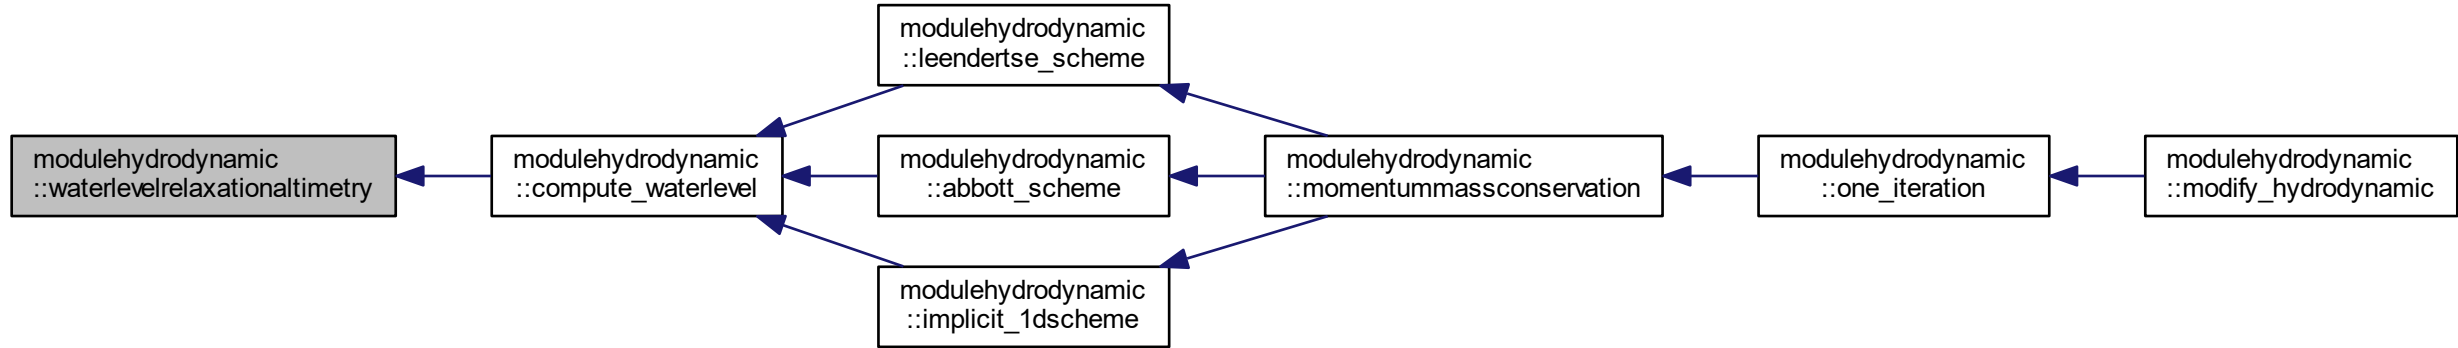 modulehydrodynamic
::waterlevelrelaxationaltimetry
modulehydrodynamic
::compute_waterlevel
modulehydrodynamic
::leendertse_scheme
modulehydrodynamic
::abbott_scheme
modulehydrodynamic
::implicit_1dscheme
modulehydrodynamic
::momentummassconservation
modulehydrodynamic
::one_iteration
modulehydrodynamic
::modify_hydrodynamic